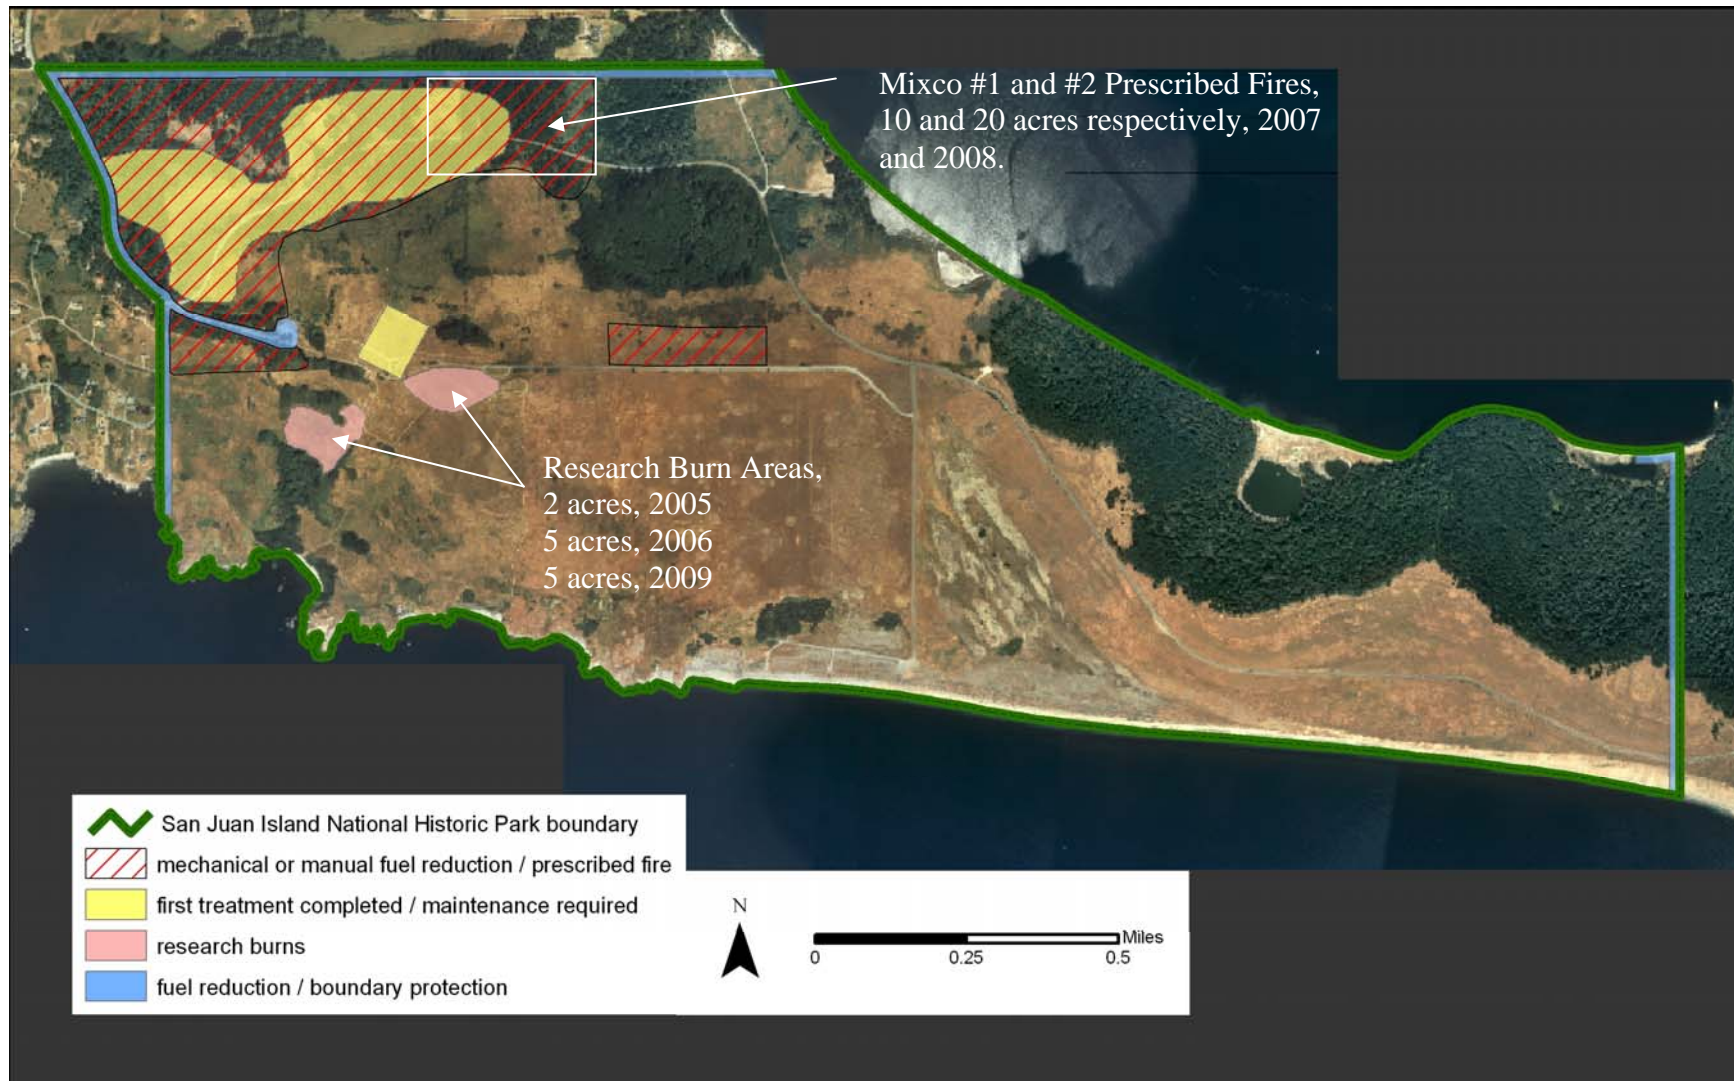 Mixco #1 and #2 Prescribed Fires,
10 and 20 acres respectively, 2007
and 2008.
Research Burn Areas,
2 acres, 2005
5 acres, 2006
5 acres, 2009
San Juan Island National Historic Park boundary
mechanical or manual fuel reduction / prescribed fire
first treatment completed / maintenance required
research burns
fuel reduction / boundary protection
N
Miles
0 0.25 0.5